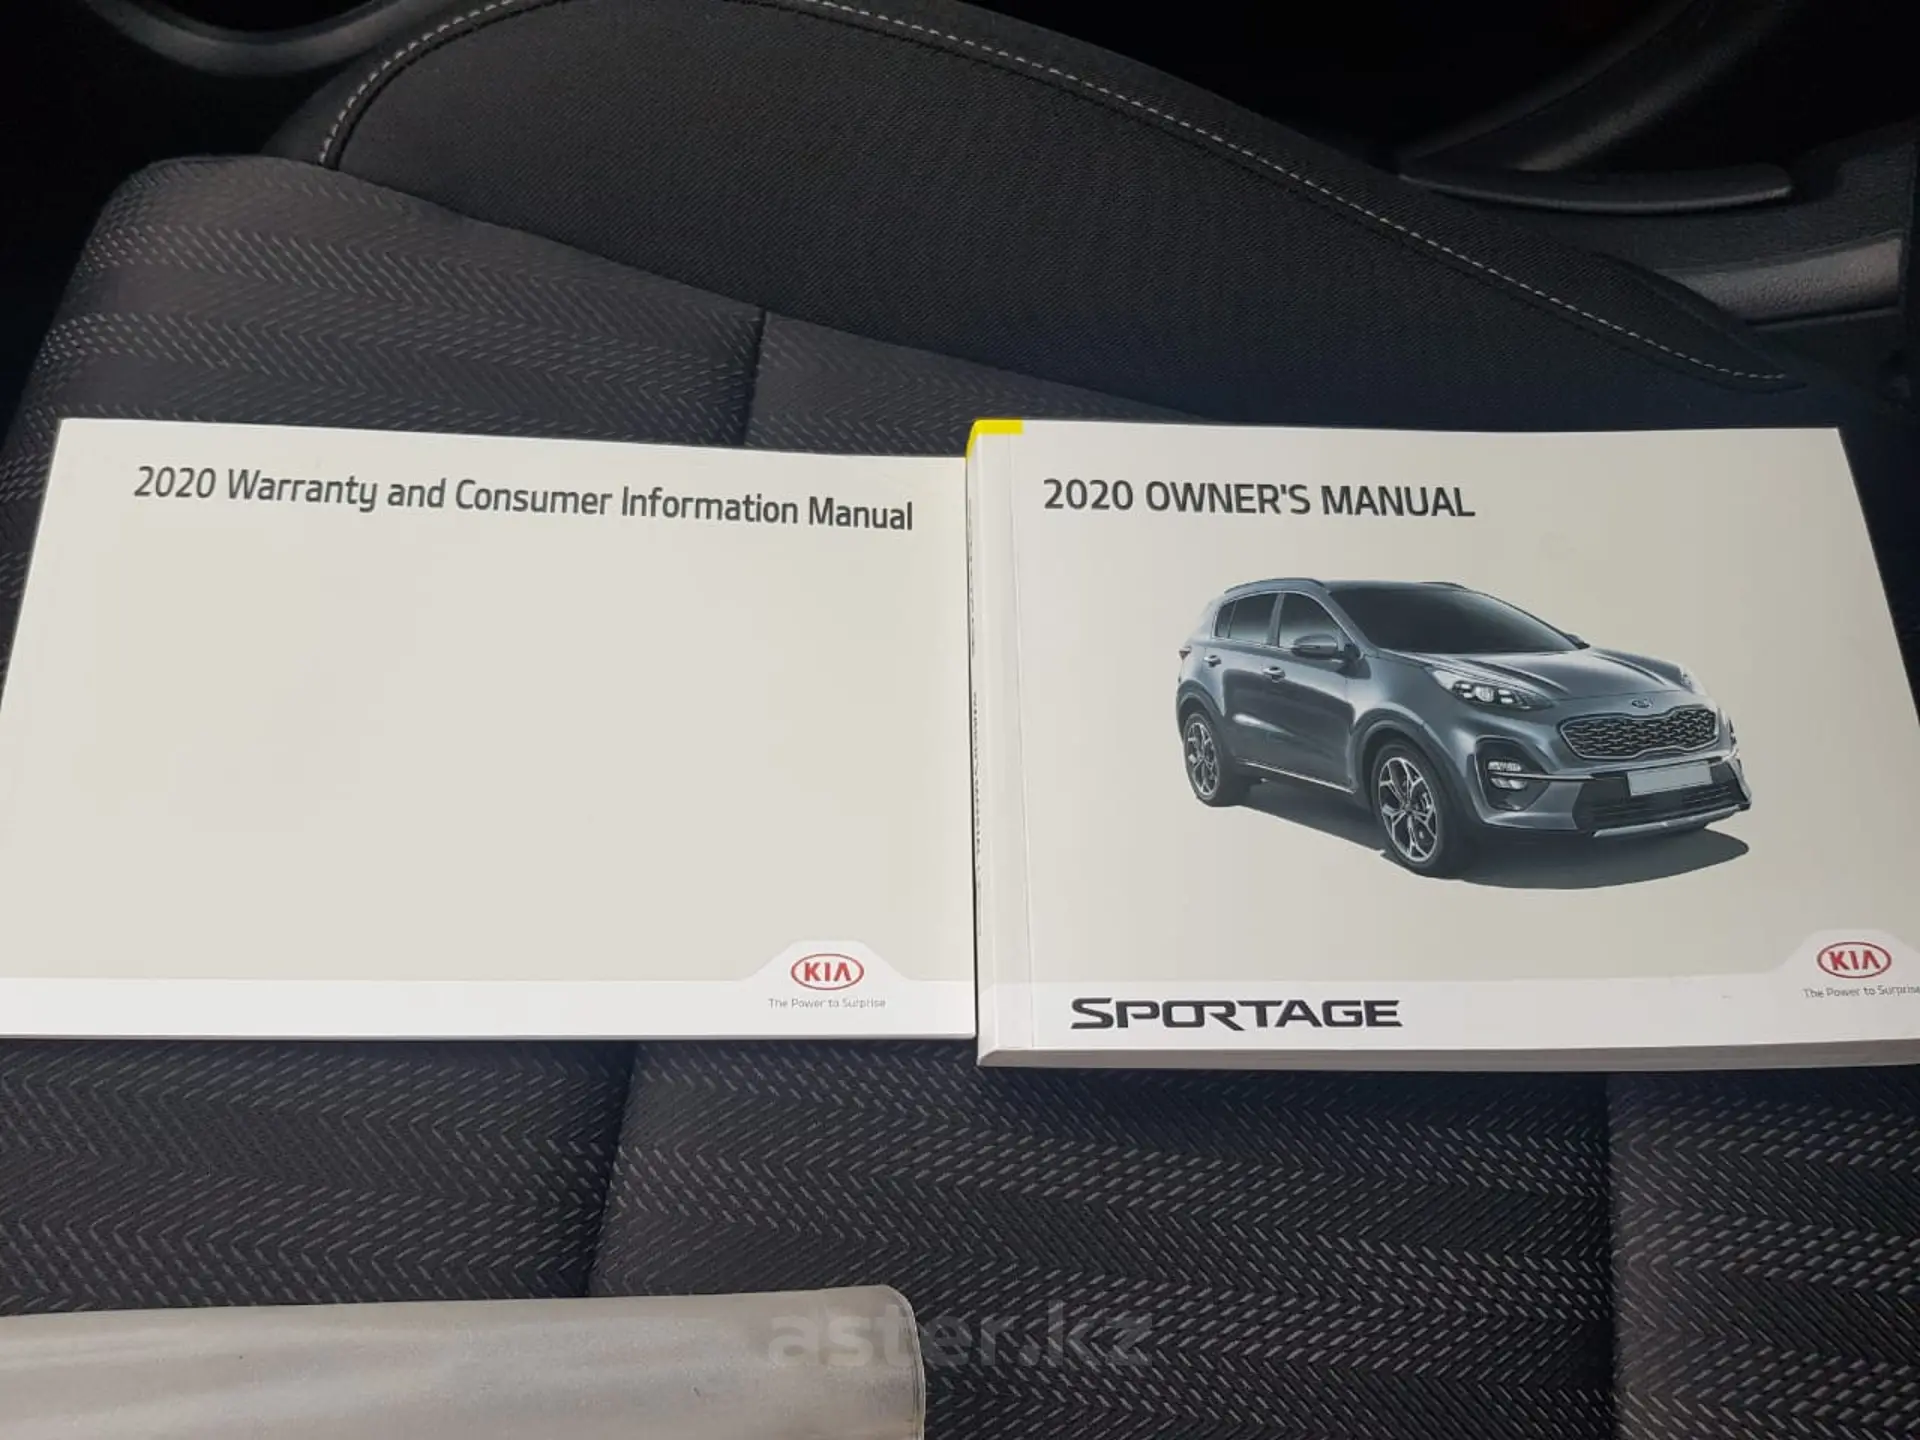 2020 Warranty and Consumer Information Manual
KIA
The Power to Surprise
2020 OWNER'S MANUAL
SPORTAGE
KIA
The Power to Surprise
aster.kz